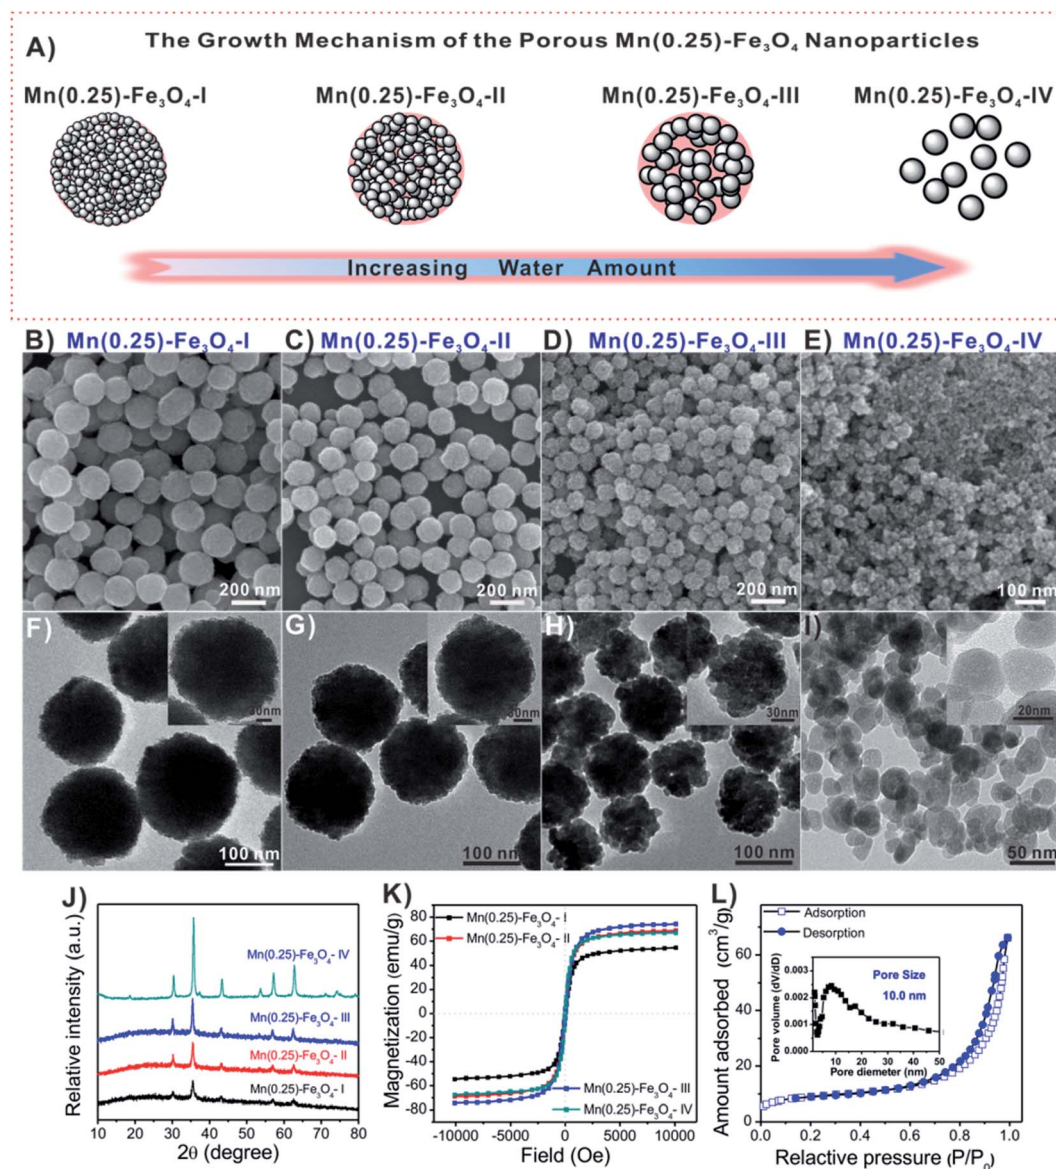 A) The Growth Mechanism of the Porous Mn(0.25)-Fe₃O₄ Nanoparticles
Mn(0.25)-Fe₃O₄-I Mn(0.25)-Fe₃O₄-II Mn(0.25)-Fe₃O₄-III Mn(0.25)-Fe₃O₄-IV
Increasing Water Amount
B) Mn(0.25)-Fe₃O₄-I C) Mn(0.25)-Fe₃O₄-II D) Mn(0.25)-Fe₃O₄-III E) Mn(0.25)-Fe₃O₄-IV
200 nm 200 nm 200 nm 100 nm
F) G) H) I)
30nm 30nm 30nm 20nm
100 nm 100 nm 100 nm 50 nm
J)
Relative intensity (a.u.)
Mn(0.25)-Fe₃O₄- IV
Mn(0.25)-Fe₃O₄- III
Mn(0.25)-Fe₃O₄- II
Mn(0.25)-Fe₃O₄- I
10 20 30 40 50 60 70 80
2θ (degree)
K)
Magnetization (emu/g)
80
60
40
20
0
-20
-40
-60
-80
Mn(0.25)-Fe₃O₄- I
Mn(0.25)-Fe₃O₄- II
Mn(0.25)-Fe₃O₄- III
Mn(0.25)-Fe₃O₄- IV
-10000 -5000 0 5000 10000
Field (Oe)
L)
Amount adsorbed (cm³/g)
60
40
20
0
Adsorption
Desorption
Pore volume (dV/dD)
0.003
0.002
0.001
0.000
Pore Size
10.0 nm
10 20 30 40 50
Pore diemeter (nm)
0.0 0.2 0.4 0.6 0.8 1.0
Relactive pressure (P/P₀)